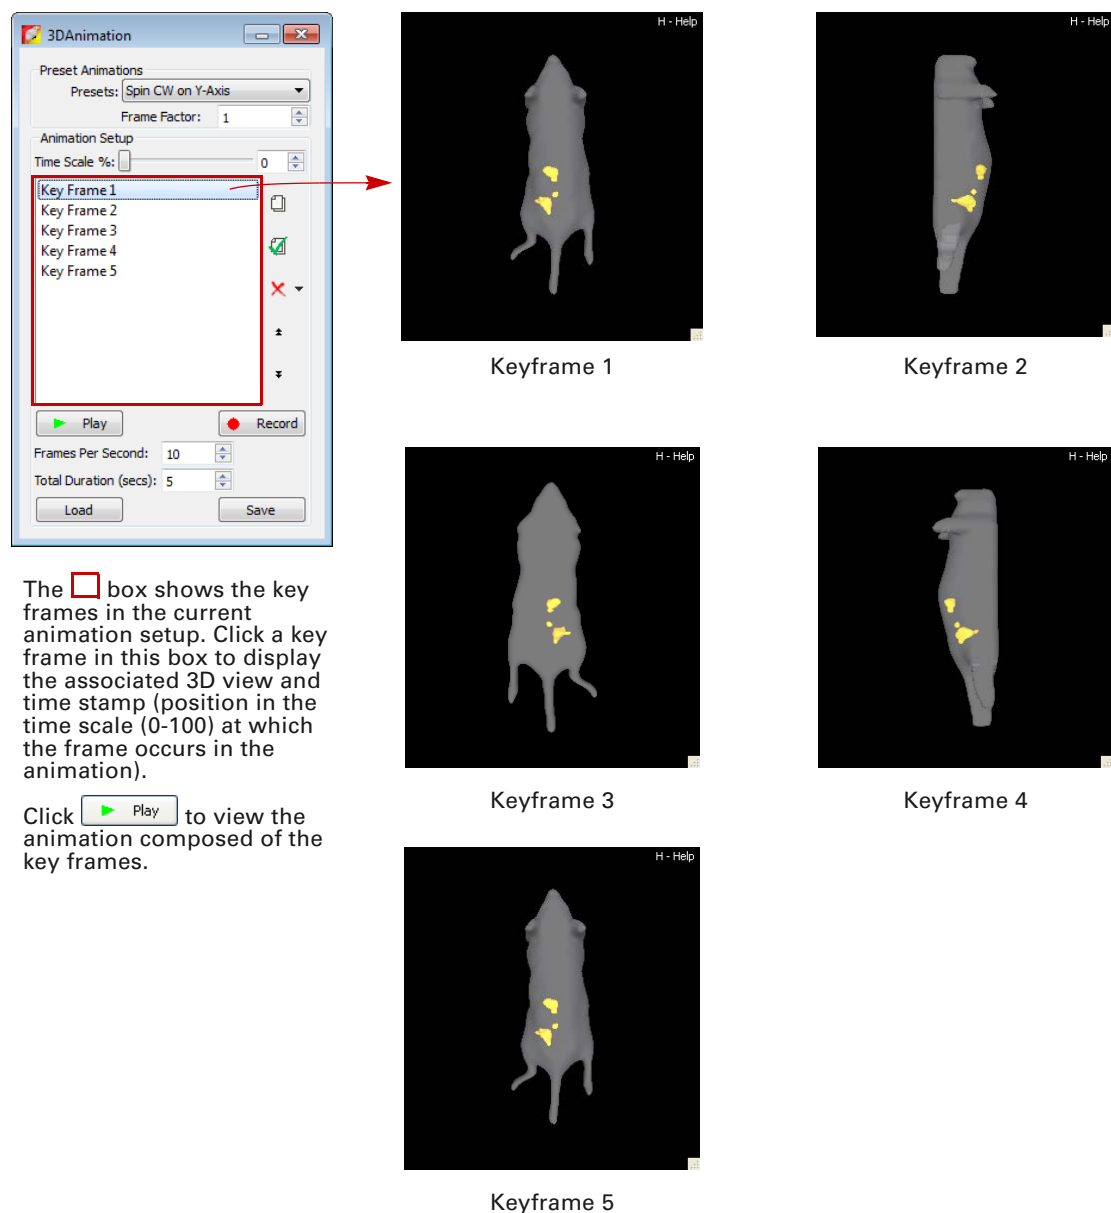 3DAnimation
Preset Animations
Presets: Spin CW on Y-Axis
Frame Factor: 1
Animation Setup
Time Scale %: 0
Key Frame 1
Key Frame 2
Key Frame 3
Key Frame 4
Key Frame 5
Play
Record
Frames Per Second: 10
Total Duration (secs): 5
Load
Save
The box shows the key
frames in the current
animation setup. Click a key
frame in this box to display
the associated 3D view and
time stamp (position in the
time scale (0-100) at which
the frame occurs in the
animation).
Click Play to view the
animation composed of the
key frames.
H - Help
Keyframe 1
H - Help
Keyframe 2
H - Help
Keyframe 3
H - Help
Keyframe 4
H - Help
Keyframe 5